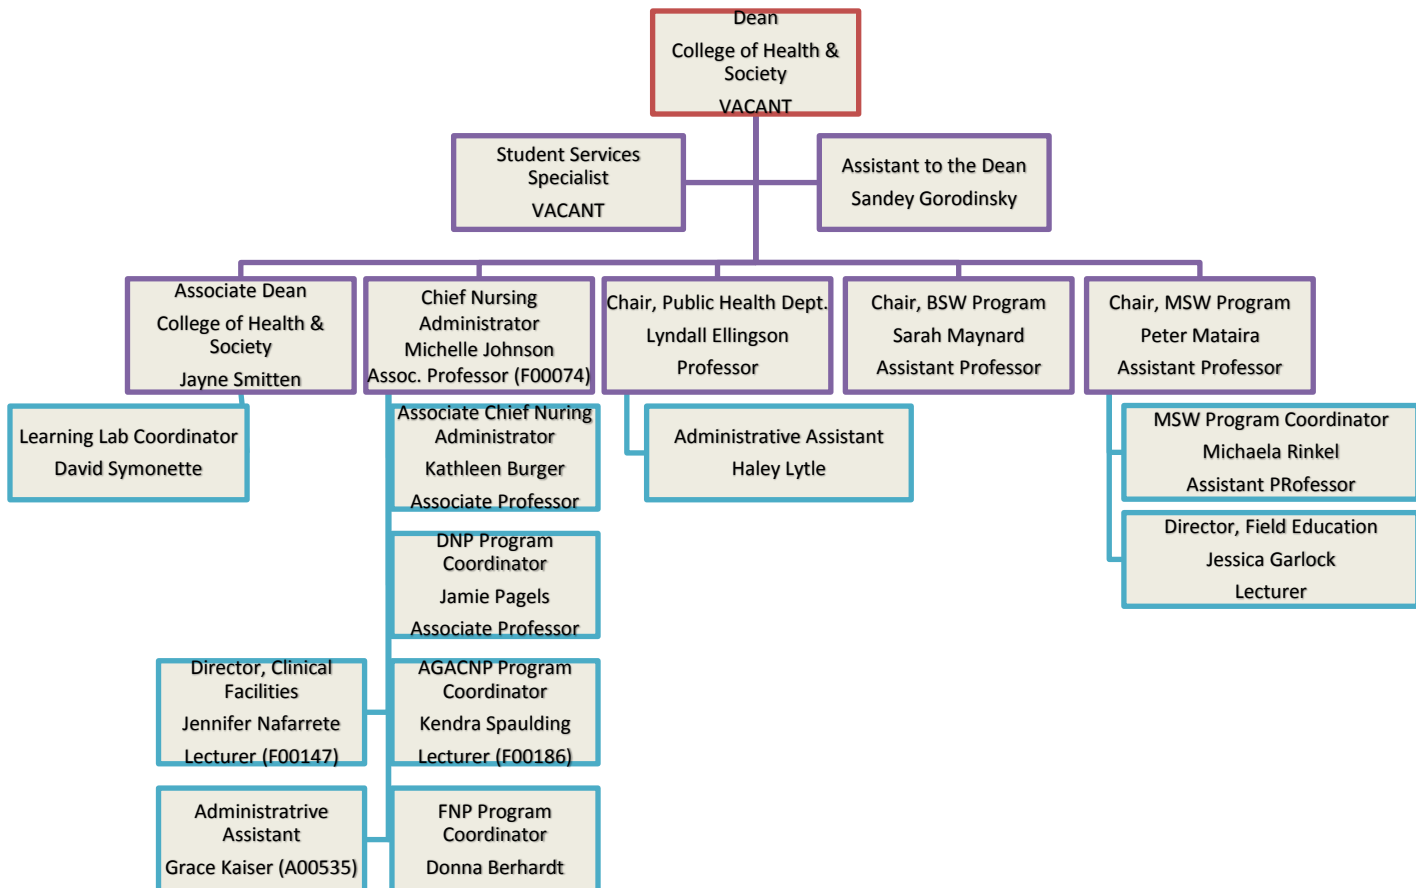 Dean
College of Health &
Society
VACANT
Student Services
Specialist
VACANT
Assistant to the Dean
Sandey Gorodinsky
Associate Dean
College of Health &
Society
Jayne Smitten
Chief Nursing
Administrator
Michelle Johnson
Assoc. Professor (F00074)
Chair, Public Health Dept.
Lyndall Ellingson
Professor
Chair, BSW Program
Sarah Maynard
Assistant Professor
Chair, MSW Program
Peter Mataira
Assistant Professor
Learning Lab Coordinator
David Symonette
Associate Chief Nuring
Administrator
Kathleen Burger
Associate Professor
Administrative Assistant
Haley Lytle
MSW Program Coordinator
Michaela Rinkel
Assistant PRofessor
DNP Program
Coordinator
Jamie Pagels
Associate Professor
Director, Field Education
Jessica Garlock
Lecturer
Director, Clinical
Facilities
Jennifer Nafarrete
Lecturer (F00147)
AGACNP Program
Coordinator
Kendra Spaulding
Lecturer (F00186)
Administratrive
Assistant
Grace Kaiser (A00535)
FNP Program
Coordinator
Donna Berhardt